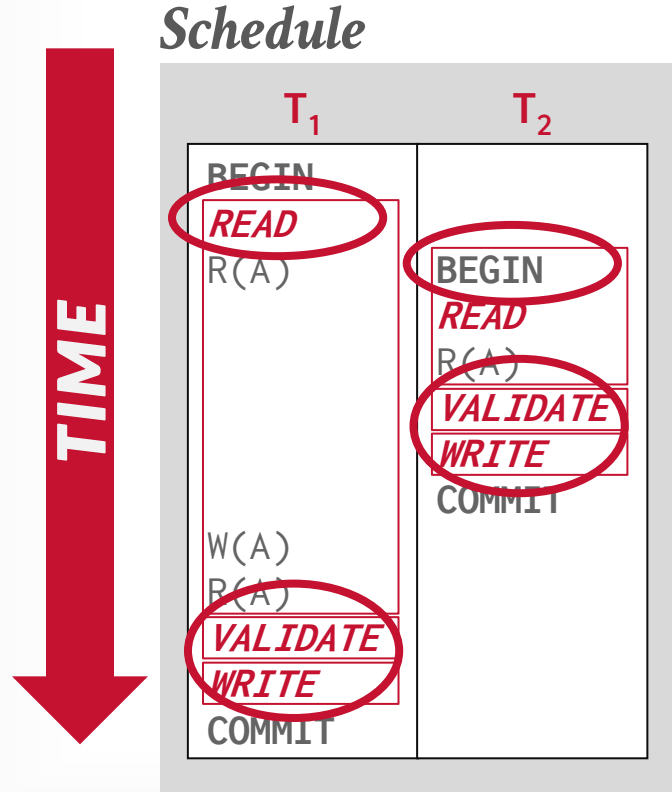 Schedule
TIME
T1 T2
BEGIN
READ
R(A) BEGIN
READ
R(A)
VALIDATE
WRITE
COMMIT
W(A)
R(A)
VALIDATE
WRITE
COMMIT